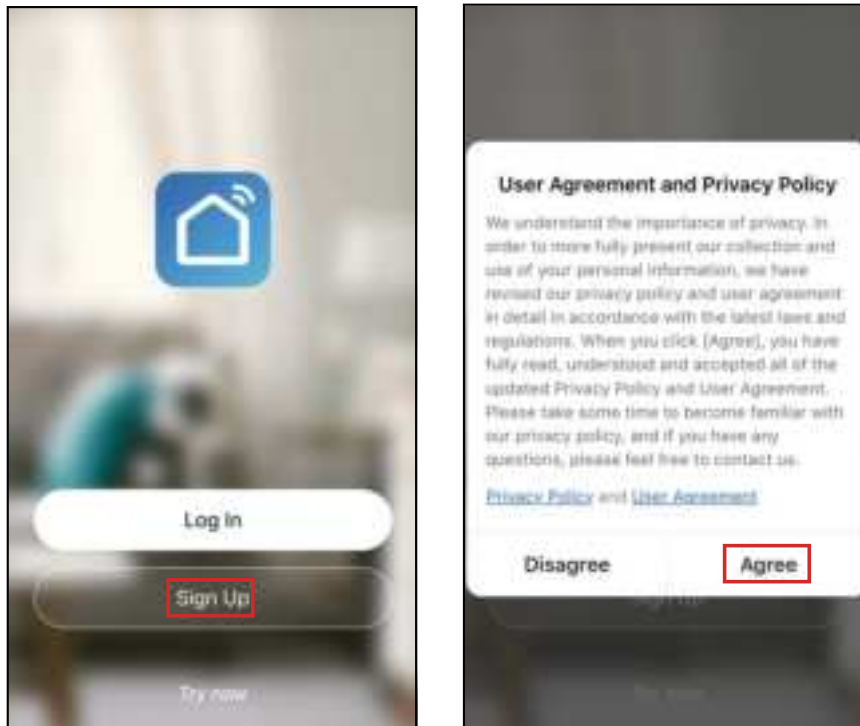 Log In
Sign Up
Try now
User Agreement and Privacy Policy
We understand the importance of privacy. In
order to more fully present our collection and
use of your personal information, we have
revised our privacy policy and user agreement
in detail in accordance with the latest laws and
regulations. When you click [Agree], you have
fully read, understood and accepted all of the
updated Privacy Policy and User Agreement.
Please take some time to become familiar with
our privacy policy, and if you have any
questions, please feel free to contact us.
Privacy Policy and User Agreement
Disagree
Agree
Sign Up
Try now